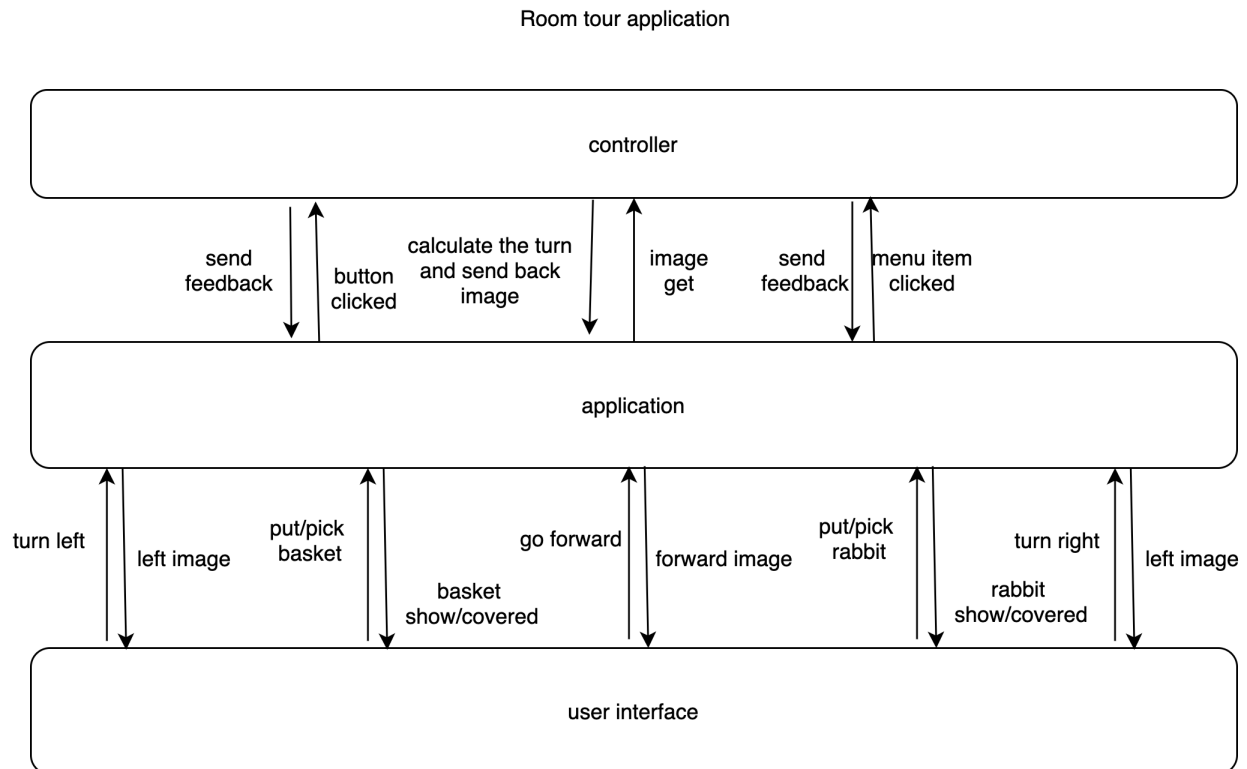 Room tour application
controller
send
feedback
button
clicked
calculate the turn
and send back
image
image
get
send
feedback
menu item
clicked
application
turn left
left image
put/pick
basket
basket
show/covered
go forward
forward image
put/pick
rabbit
rabbit
show/covered
turn right
left image
user interface